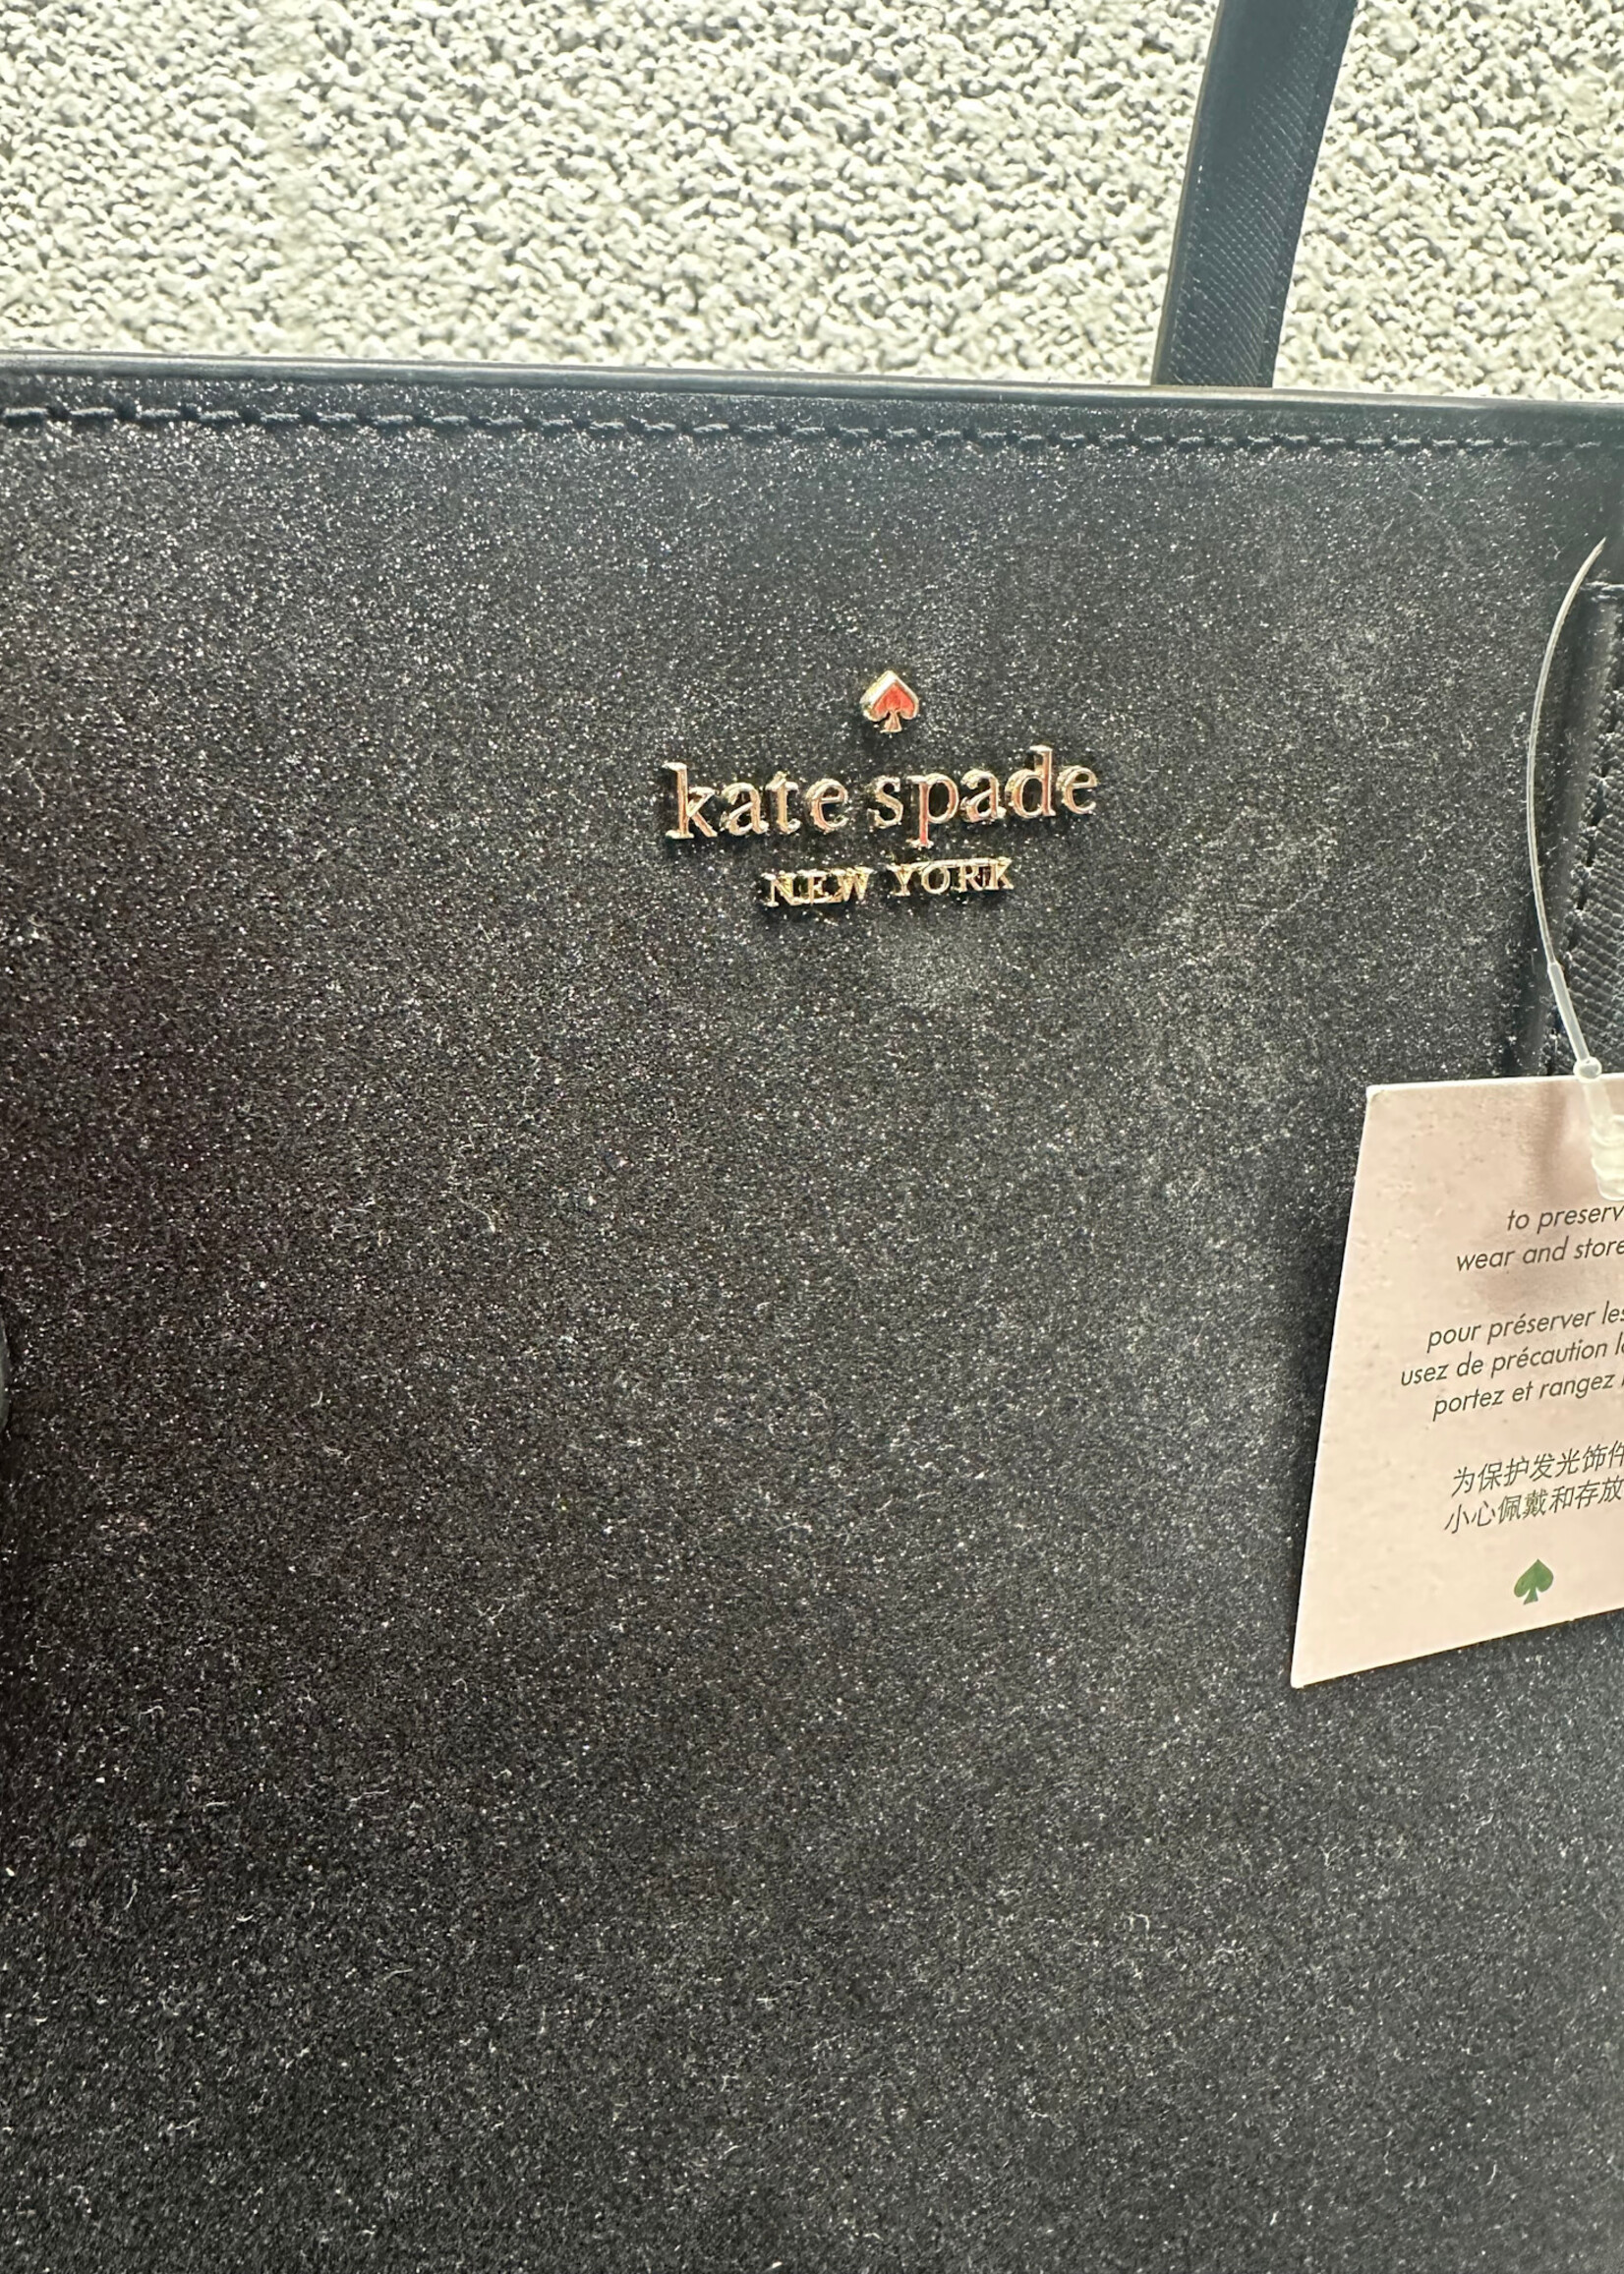 kate spade
NEW YORK
to preserv
wear and store
pour préserver les
usez de précaution l
portez et rangez
为保护发光饰件
小心佩戴和存放